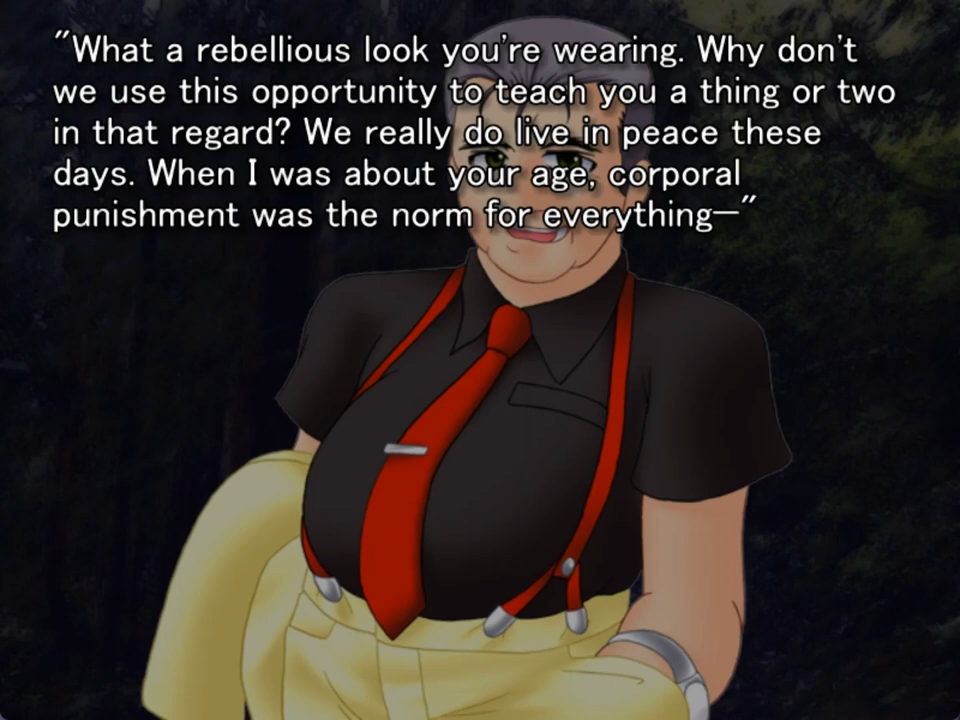 "What a rebellious look you're wearing. Why don't
we use this opportunity to teach you a thing or two
in that regard? We really do live in peace these
days. When I was about your age, corporal
punishment was the norm for everything—"